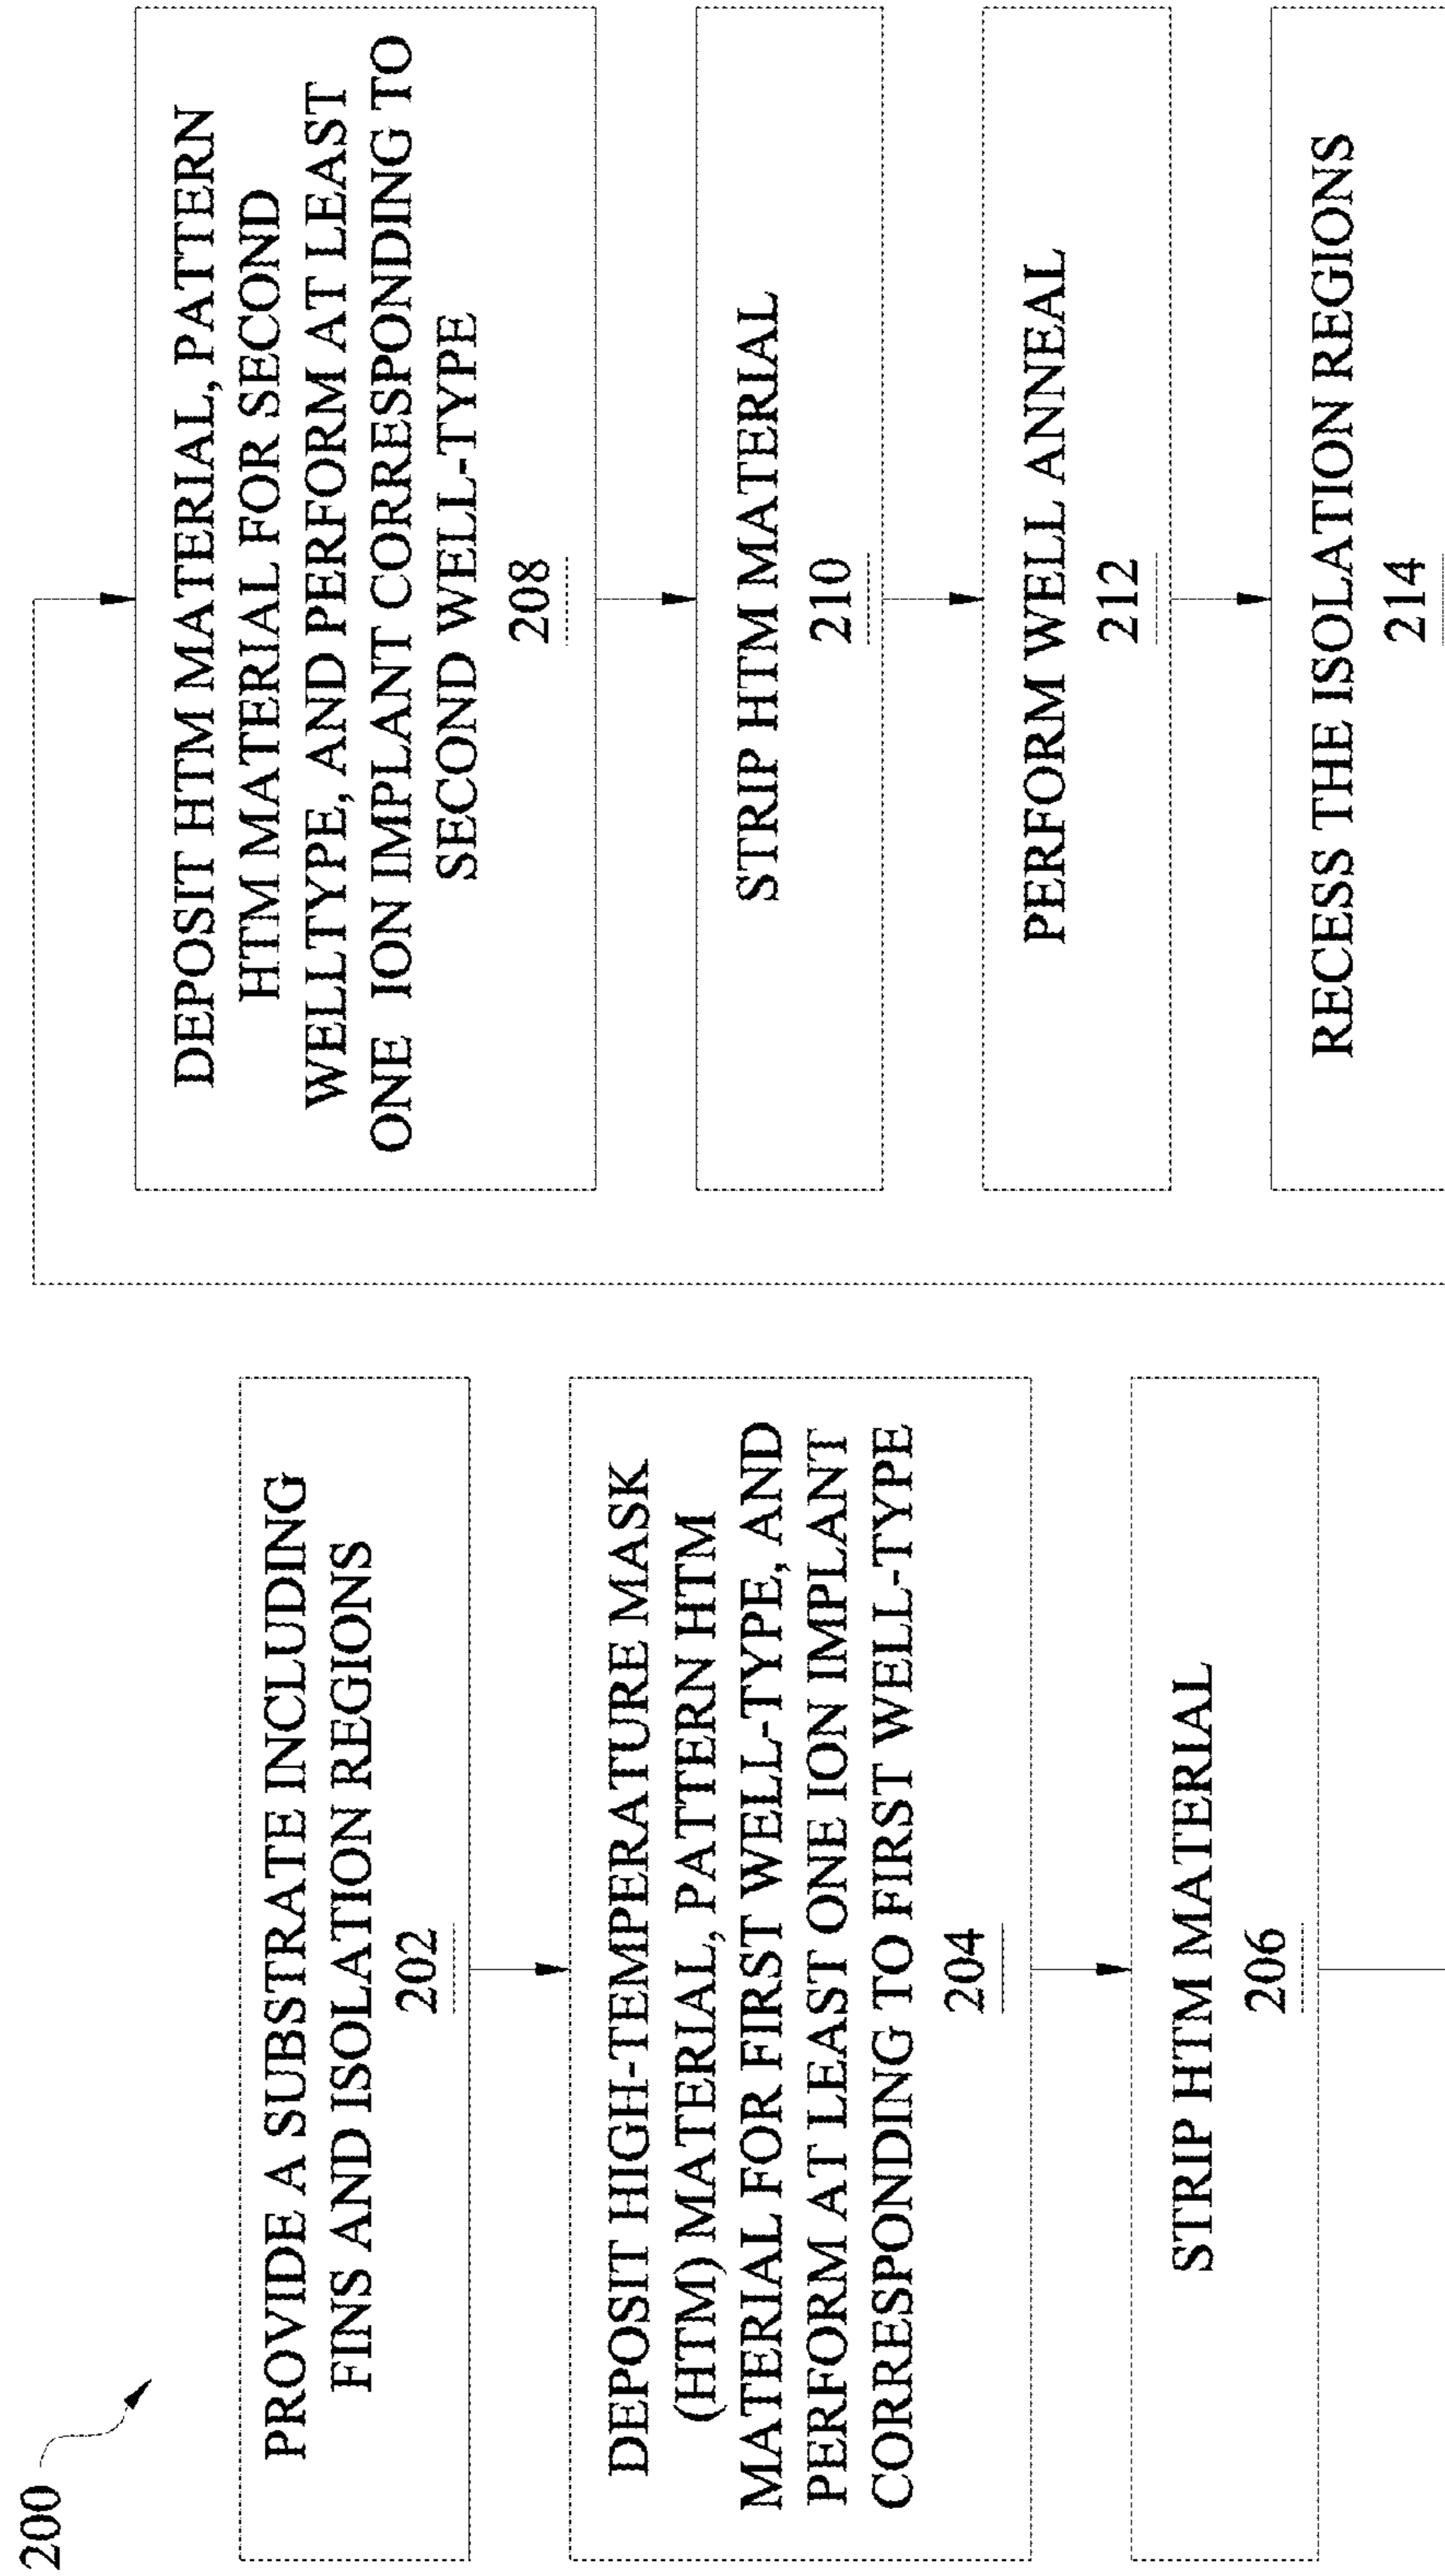 200
PROVIDE A SUBSTRATE INCLUDING
FINS AND ISOLATION REGIONS
202
DEPOSIT HIGH-TEMPERATURE MASK
(HTM) MATERIAL, PATTERN HTM
MATERIAL FOR FIRST WELL-TYPE, AND
PERFORM AT LEAST ONE ION IMPLANT
CORRESPONDING TO FIRST WELL-TYPE
204
STRIP HTM MATERIAL
206
DEPOSIT HTM MATERIAL, PATTERN
HTM MATERIAL FOR SECOND
WELLTYPE, AND PERFORM AT LEAST
ONE ION IMPLANT CORRESPONDING TO
SECOND WELL-TYPE
208
STRIP HTM MATERIAL
210
PERFORM WELL ANNEAL
212
RECESS THE ISOLATION REGIONS
214